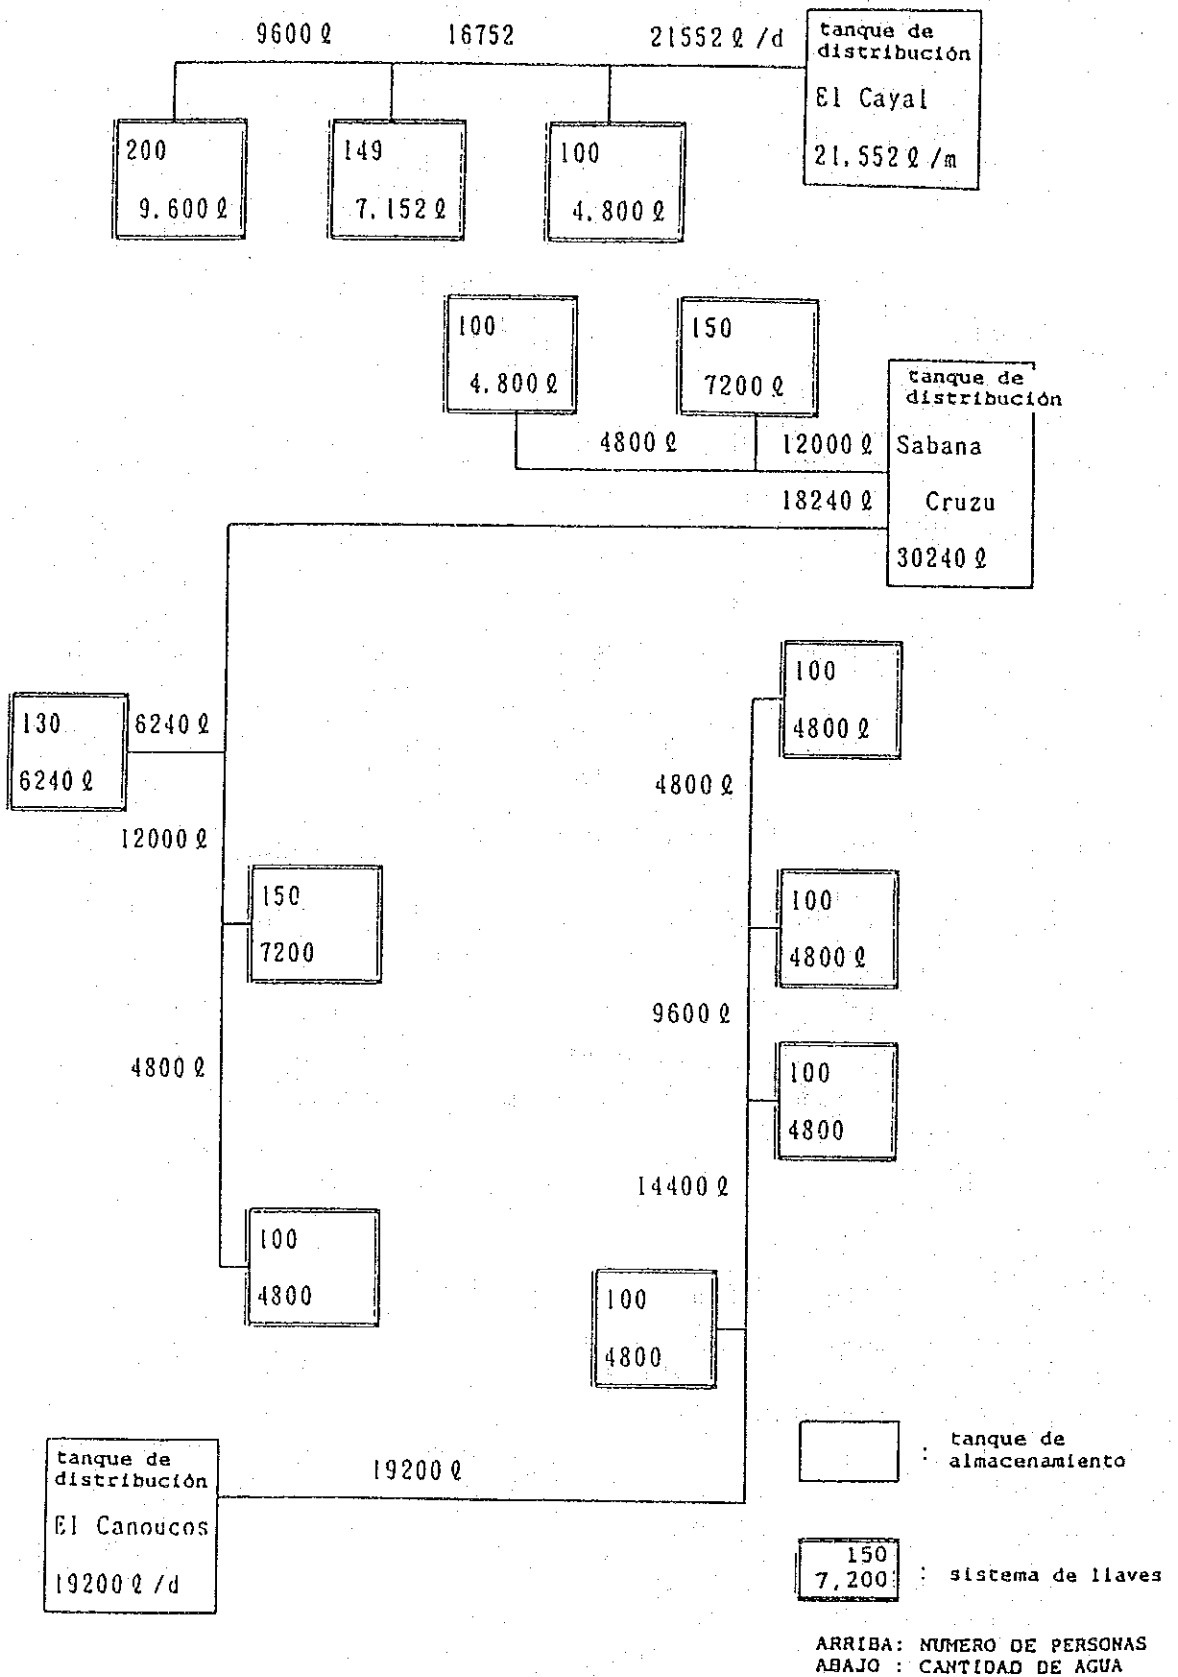 9600 ℓ 16752 21552 ℓ /d
tanque de
distribución
El Cayal
21.552 ℓ /m
200
9.600 ℓ
149
7.152 ℓ
100
4.800 ℓ
100
4.800 ℓ
150
7200 ℓ
4800 ℓ 12000 ℓ
18240 ℓ
tanque de
distribución
Sabana
Cruzu
30240 ℓ
130
6240 ℓ
6240 ℓ
12000 ℓ
150
7200
4800 ℓ
100
4800
100
4800 ℓ
4800 ℓ
100
4800 ℓ
9600 ℓ
100
4800
14400 ℓ
100
4800
tanque de
distribución
El Canoucos
19200 ℓ /d
19200 ℓ
: tanque de
almacenamiento
150
7,200
: sistema de llaves
ARRIBA: NUMERO DE PERSONAS
ABAJO : CANTIDAD DE AGUA